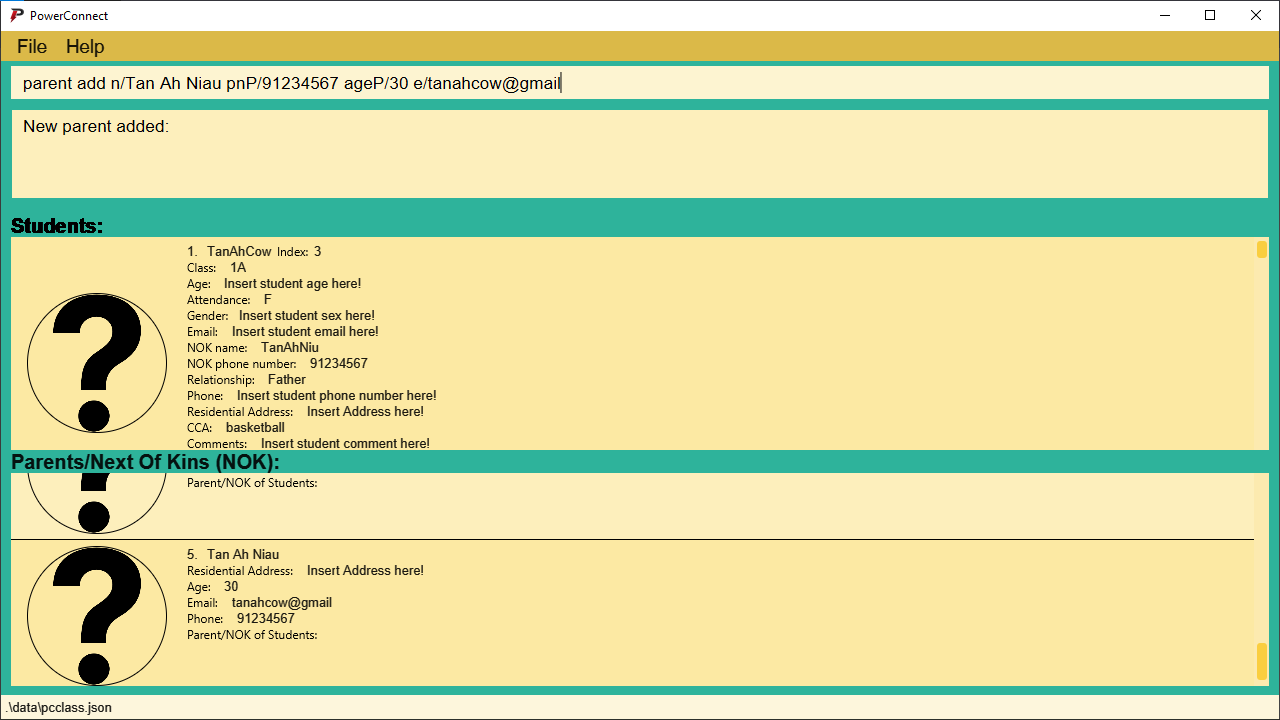 PowerConnect
File Help
parent add n/Tan Ah Niau pnP/91234567 ageP/30 e/tanahcow@gmail
New parent added:
Students:
1. TanAhCow Index: 3
Class: 1A
Age: Insert student age here!
Attendance: F
Gender: Insert student sex here!
Email: Insert student email here!
NOK name: TanAhNiu
NOK phone number: 91234567
Relationship: Father
Phone: Insert student phone number here!
Residential Address: Insert Address here!
CCA: basketball
Comments: Insert student comment here!
Parents/Next Of Kins (NOK):
Parent/NOK of Students:
5. Tan Ah Niau
Residential Address: Insert Address here!
Age: 30
Email: tanahcow@gmail
Phone: 91234567
Parent/NOK of Students:
.\data\pcclass.json